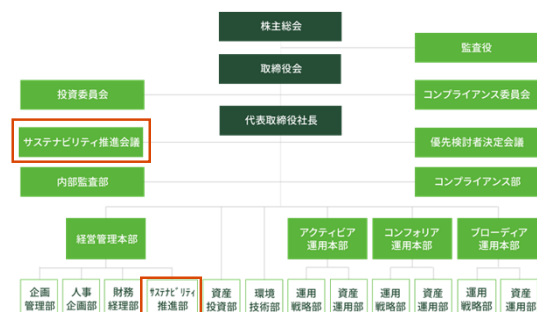 株主総会
監査役
取締役会
投資委員会
コンプライアンス委員会
代表取締役社長
サステナビリティ推進会議
優先検討者決定会議
内部監査部
コンプライアンス部
経営管理本部
アクティビア
運用本部
コンフォリア
運用本部
ブローディア
運用本部
企画
管理部
人事
企画部
財務
経理部
サステナビリティ
推進部
資産
投資部
環境
技術部
運用
戦略部
資産
運用部
運用
戦略部
資産
運用部
運用
戦略部
資産
運用部